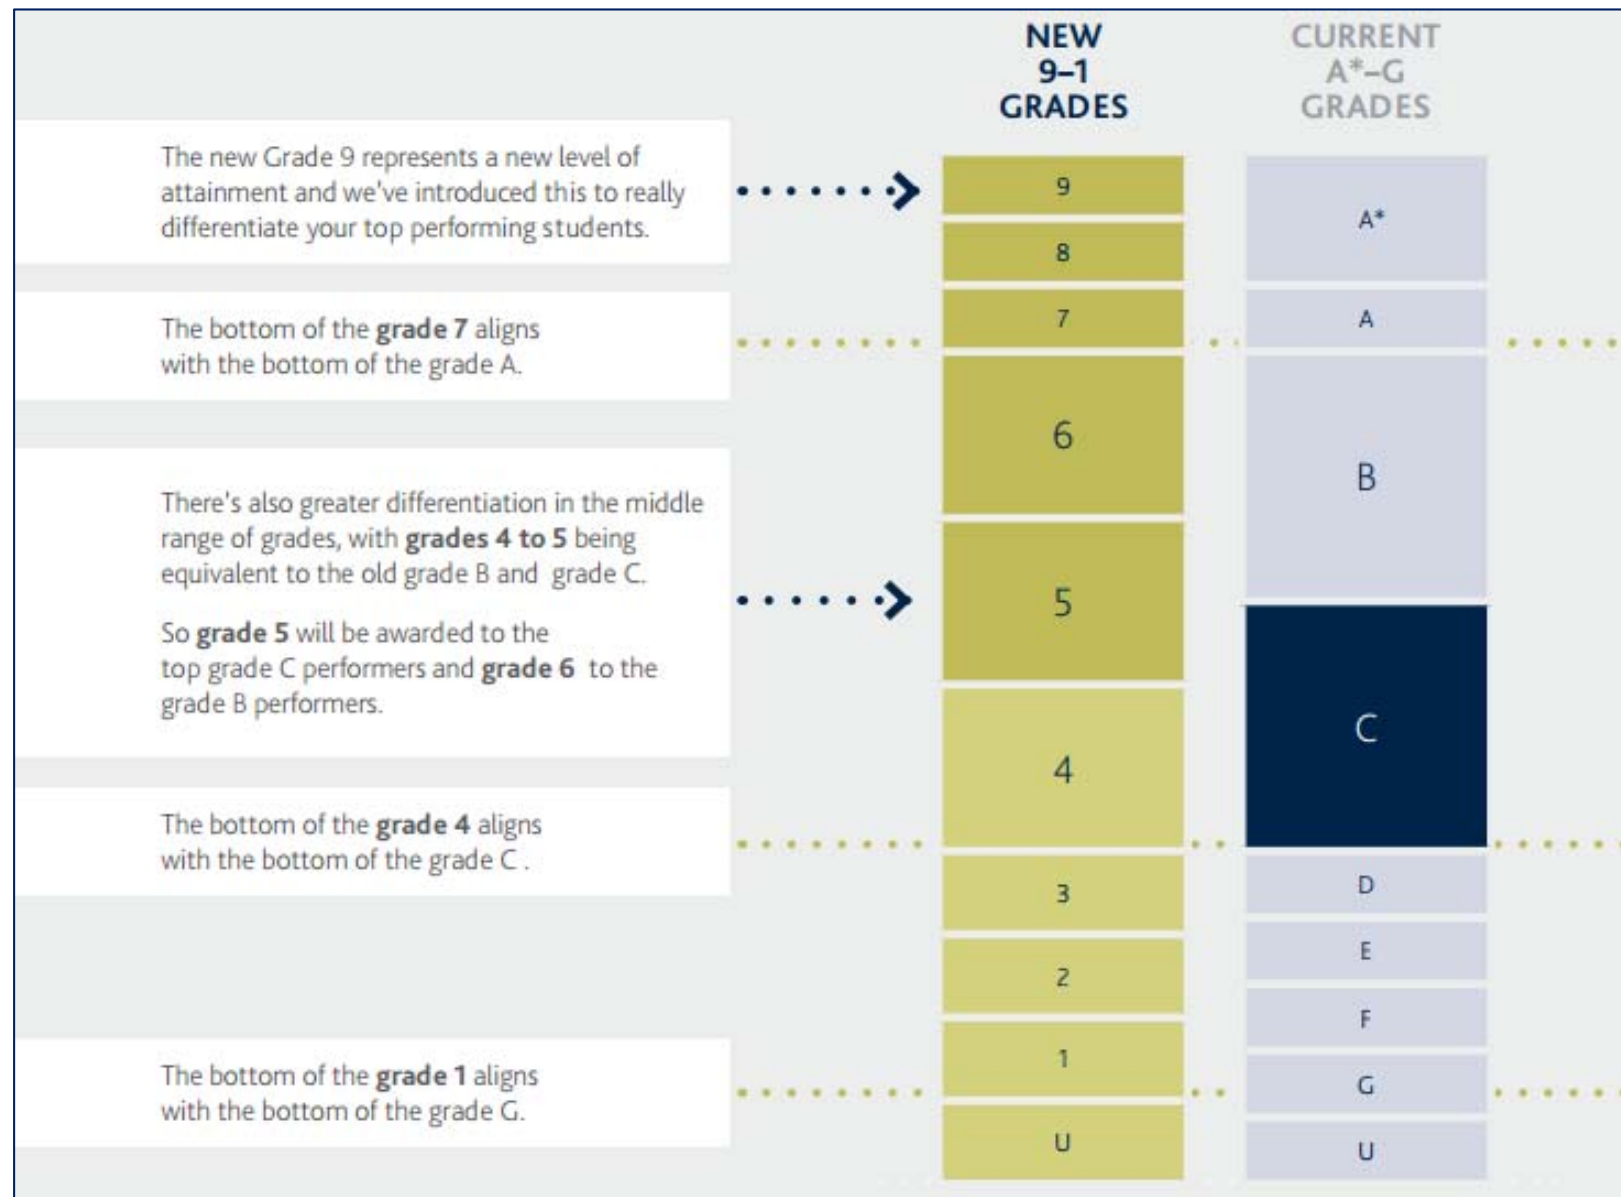 NEW
9–1
GRADES
CURRENT
A*–G
GRADES
The new Grade 9 represents a new level of
attainment and we've introduced this to really
differentiate your top performing students.
The bottom of the grade 7 aligns
with the bottom of the grade A.
There's also greater differentiation in the middle
range of grades, with grades 4 to 5 being
equivalent to the old grade B and grade C.
So grade 5 will be awarded to the
top grade C performers and grade 6 to the
grade B performers.
The bottom of the grade 4 aligns
with the bottom of the grade C .
The bottom of the grade 1 aligns
with the bottom of the grade G.
9
8
7
6
5
4
3
2
1
U
A*
A
B
C
D
E
F
G
U